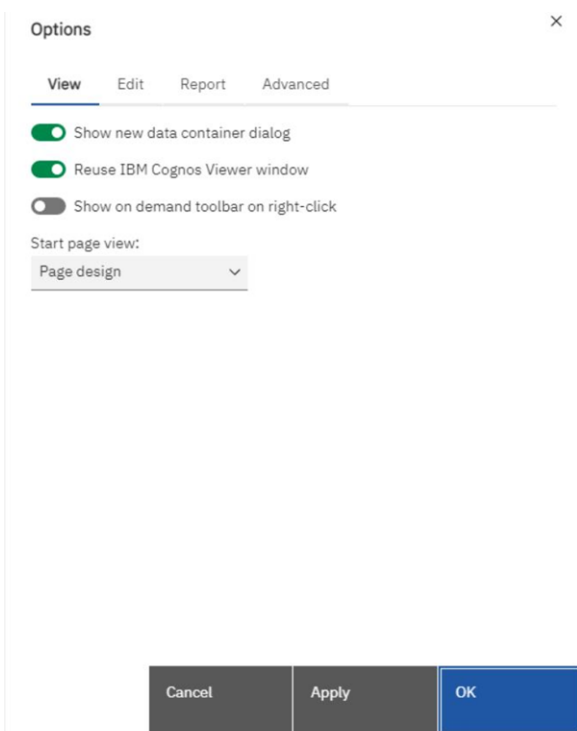 Options
View Edit Report Advanced
Show new data container dialog
Reuse IBM Cognos Viewer window
Show on demand toolbar on right-click
Start page view:
Page design
Cancel Apply OK